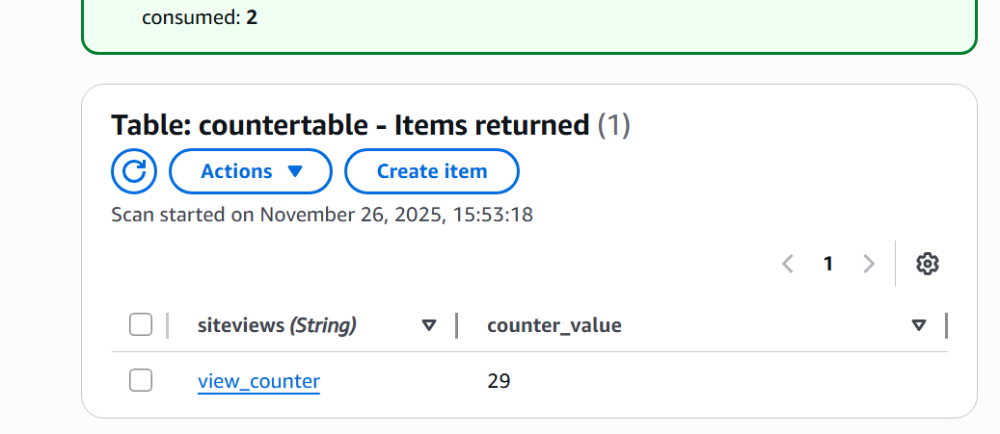 consumed: 2
Table: countertable - Items returned (1)
Actions Create item
Scan started on November 26, 2025, 15:53:18
1
siteviews (String) counter_value
view_counter 29